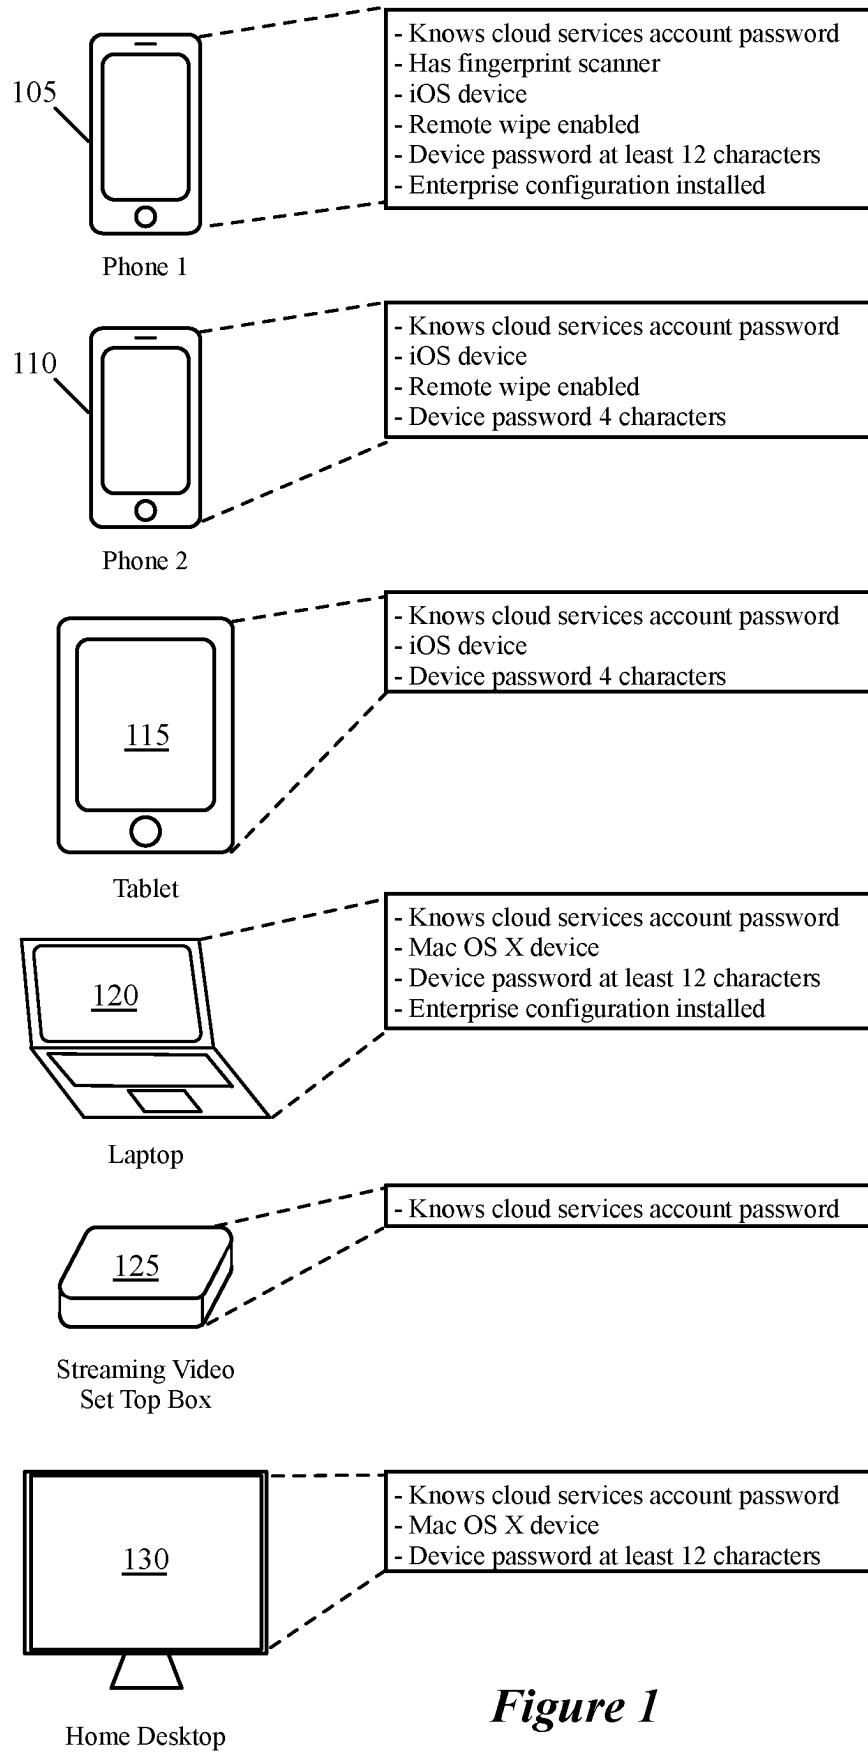 105
- Knows cloud services account password
- Has fingerprint scanner
- iOS device
- Remote wipe enabled
- Device password at least 12 characters
- Enterprise configuration installed
Phone 1
110
- Knows cloud services account password
- iOS device
- Remote wipe enabled
- Device password 4 characters
Phone 2
115
- Knows cloud services account password
- iOS device
- Device password 4 characters
Tablet
120
- Knows cloud services account password
- Mac OS X device
- Device password at least 12 characters
- Enterprise configuration installed
Laptop
125
- Knows cloud services account password
Streaming Video
Set Top Box
130
- Knows cloud services account password
- Mac OS X device
- Device password at least 12 characters
Home Desktop
Figure 1